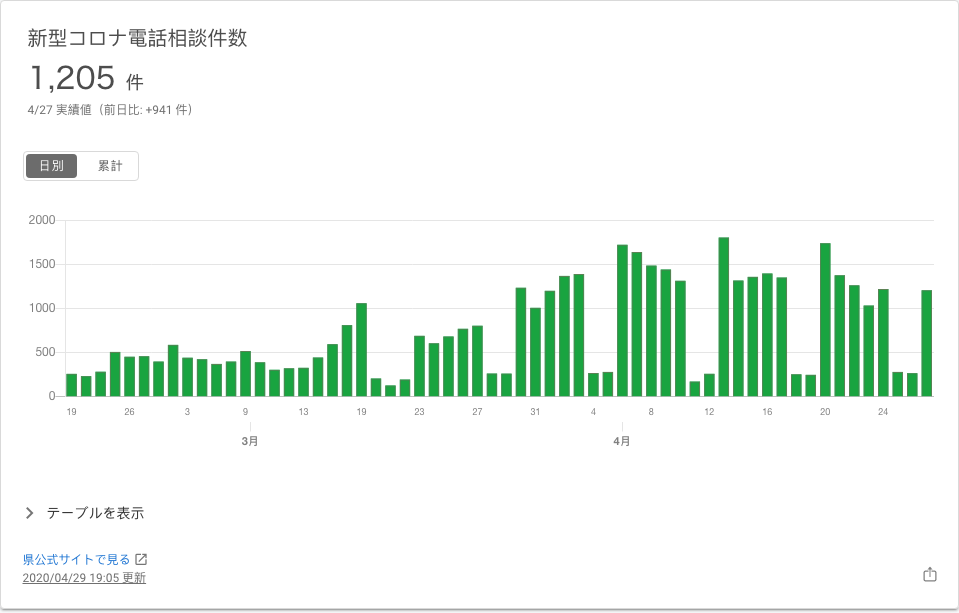 新型コロナ電話相談件数
1,205 件
4/27 実績値（前日比: +941 件）
日別 累計
2000
1500
1000
500
0
19 26 3 9 13 19 23 27 31 4 8 12 16 20 24
3月 4月
テーブルを表示
県公式サイトで見る
2020/04/29 19:05 更新